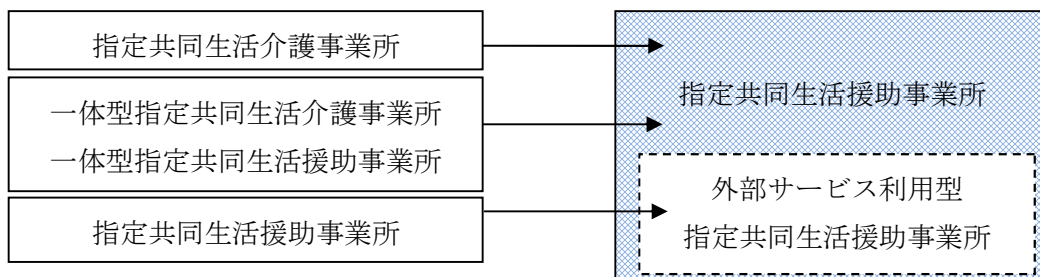 指定共同生活介護事業所
一体型指定共同生活介護事業所
一体型指定共同生活援助事業所
指定共同生活援助事業所
指定共同生活援助事業所
外部サービス利用型
指定共同生活援助事業所